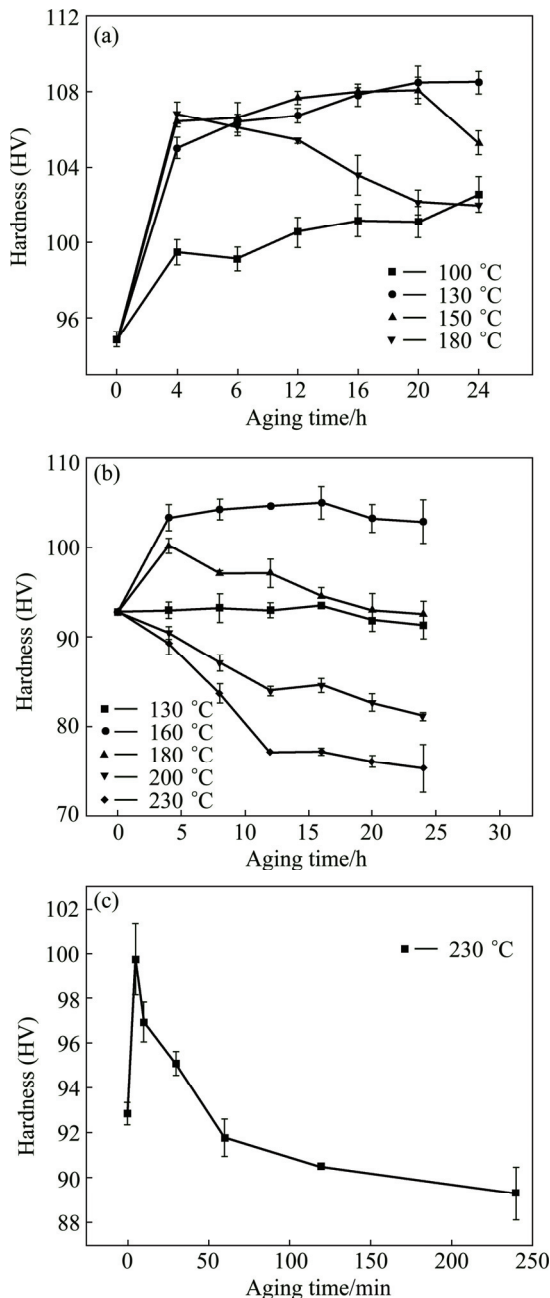 (a)
112
108
104
100
96
Hardness (HV)
100 °C
130 °C
150 °C
180 °C
0 4 6 12 16 20 24
Aging time/h
(b)
110
100
90
80
70
Hardness (HV)
130 °C
160 °C
180 °C
200 °C
230 °C
0 5 10 15 20 25 30
Aging time/h
(c)
102
100
98
96
94
92
90
88
Hardness (HV)
230 °C
0 50 100 150 200 250
Aging time/min